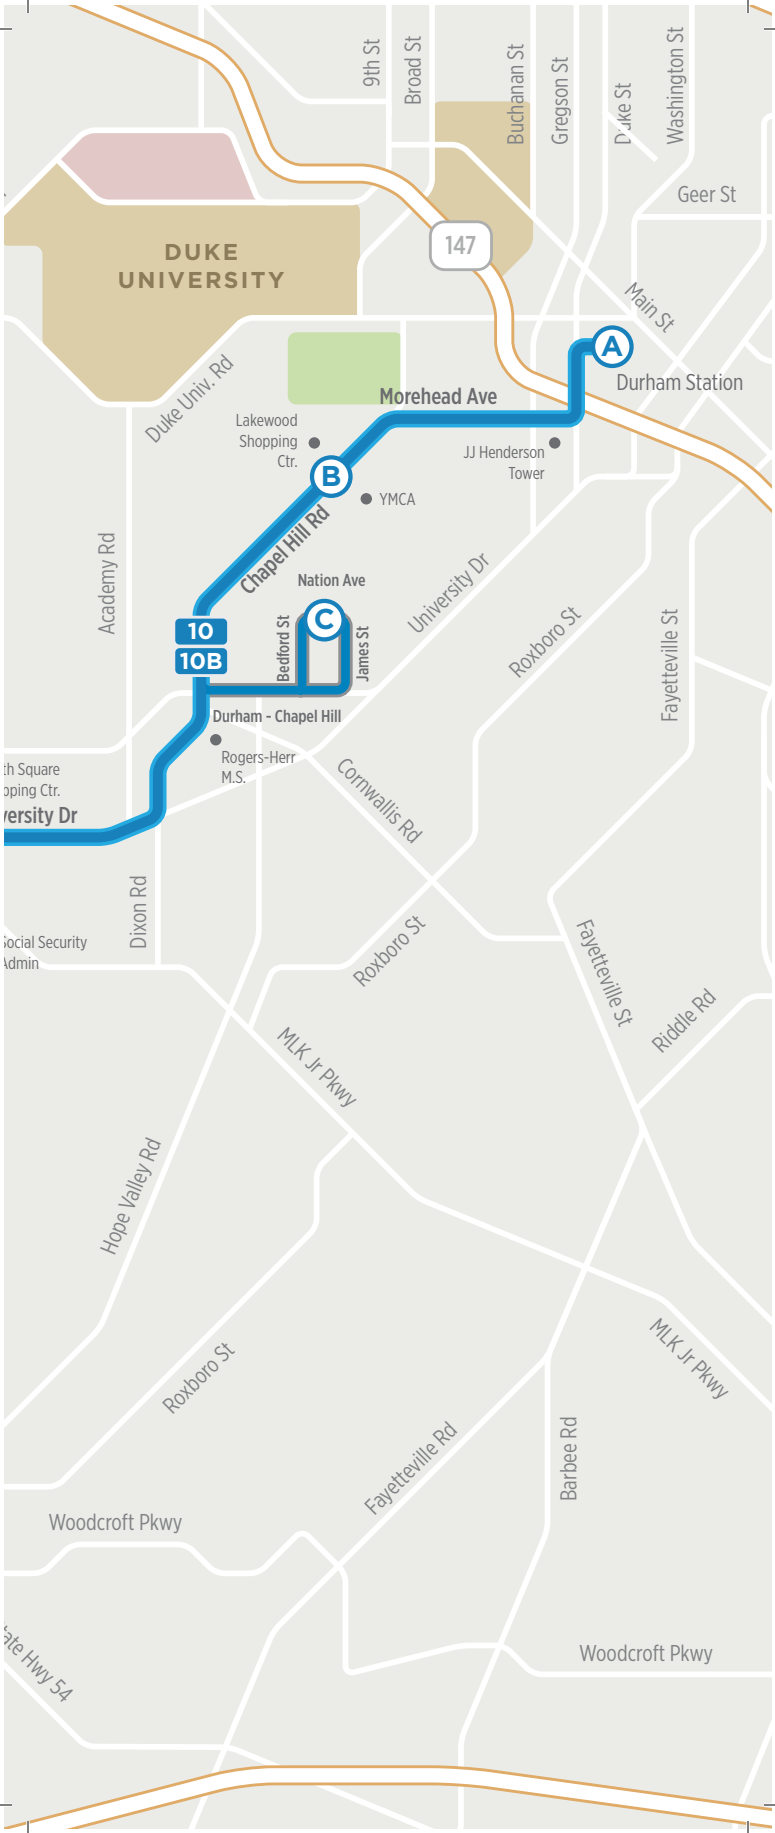 9th St
Broad St
Buchanan St
Gregson St
Duke St
Washington St
Geer St
DUKE
UNIVERSITY
147
Main St
A
Durham Station
Duke Univ. Rd
Morehead Ave
Lakewood
Shopping
Ctr.
JJ Henderson
Tower
B
YMCA
Chapel Hill Rd
Academy Rd
Nation Ave
University Dr
C
Bedford St
James St
Roxboro St
Fayetteville St
10
10B
Durham - Chapel Hill
Rogers-Herr
M.S.
Cornwallis Rd
th Square
pping Ctr.
versity Dr
Dixon Rd
Social Security
Admin
Roxboro St
Fayetteville St
Riddle Rd
MLK Jr Pkwy
Hope Valley Rd
MLK Jr Pkwy
Roxboro St
Fayetteville Rd
Barbee Rd
Woodcroft Pkwy
ate Hwy 54
Woodcroft Pkwy